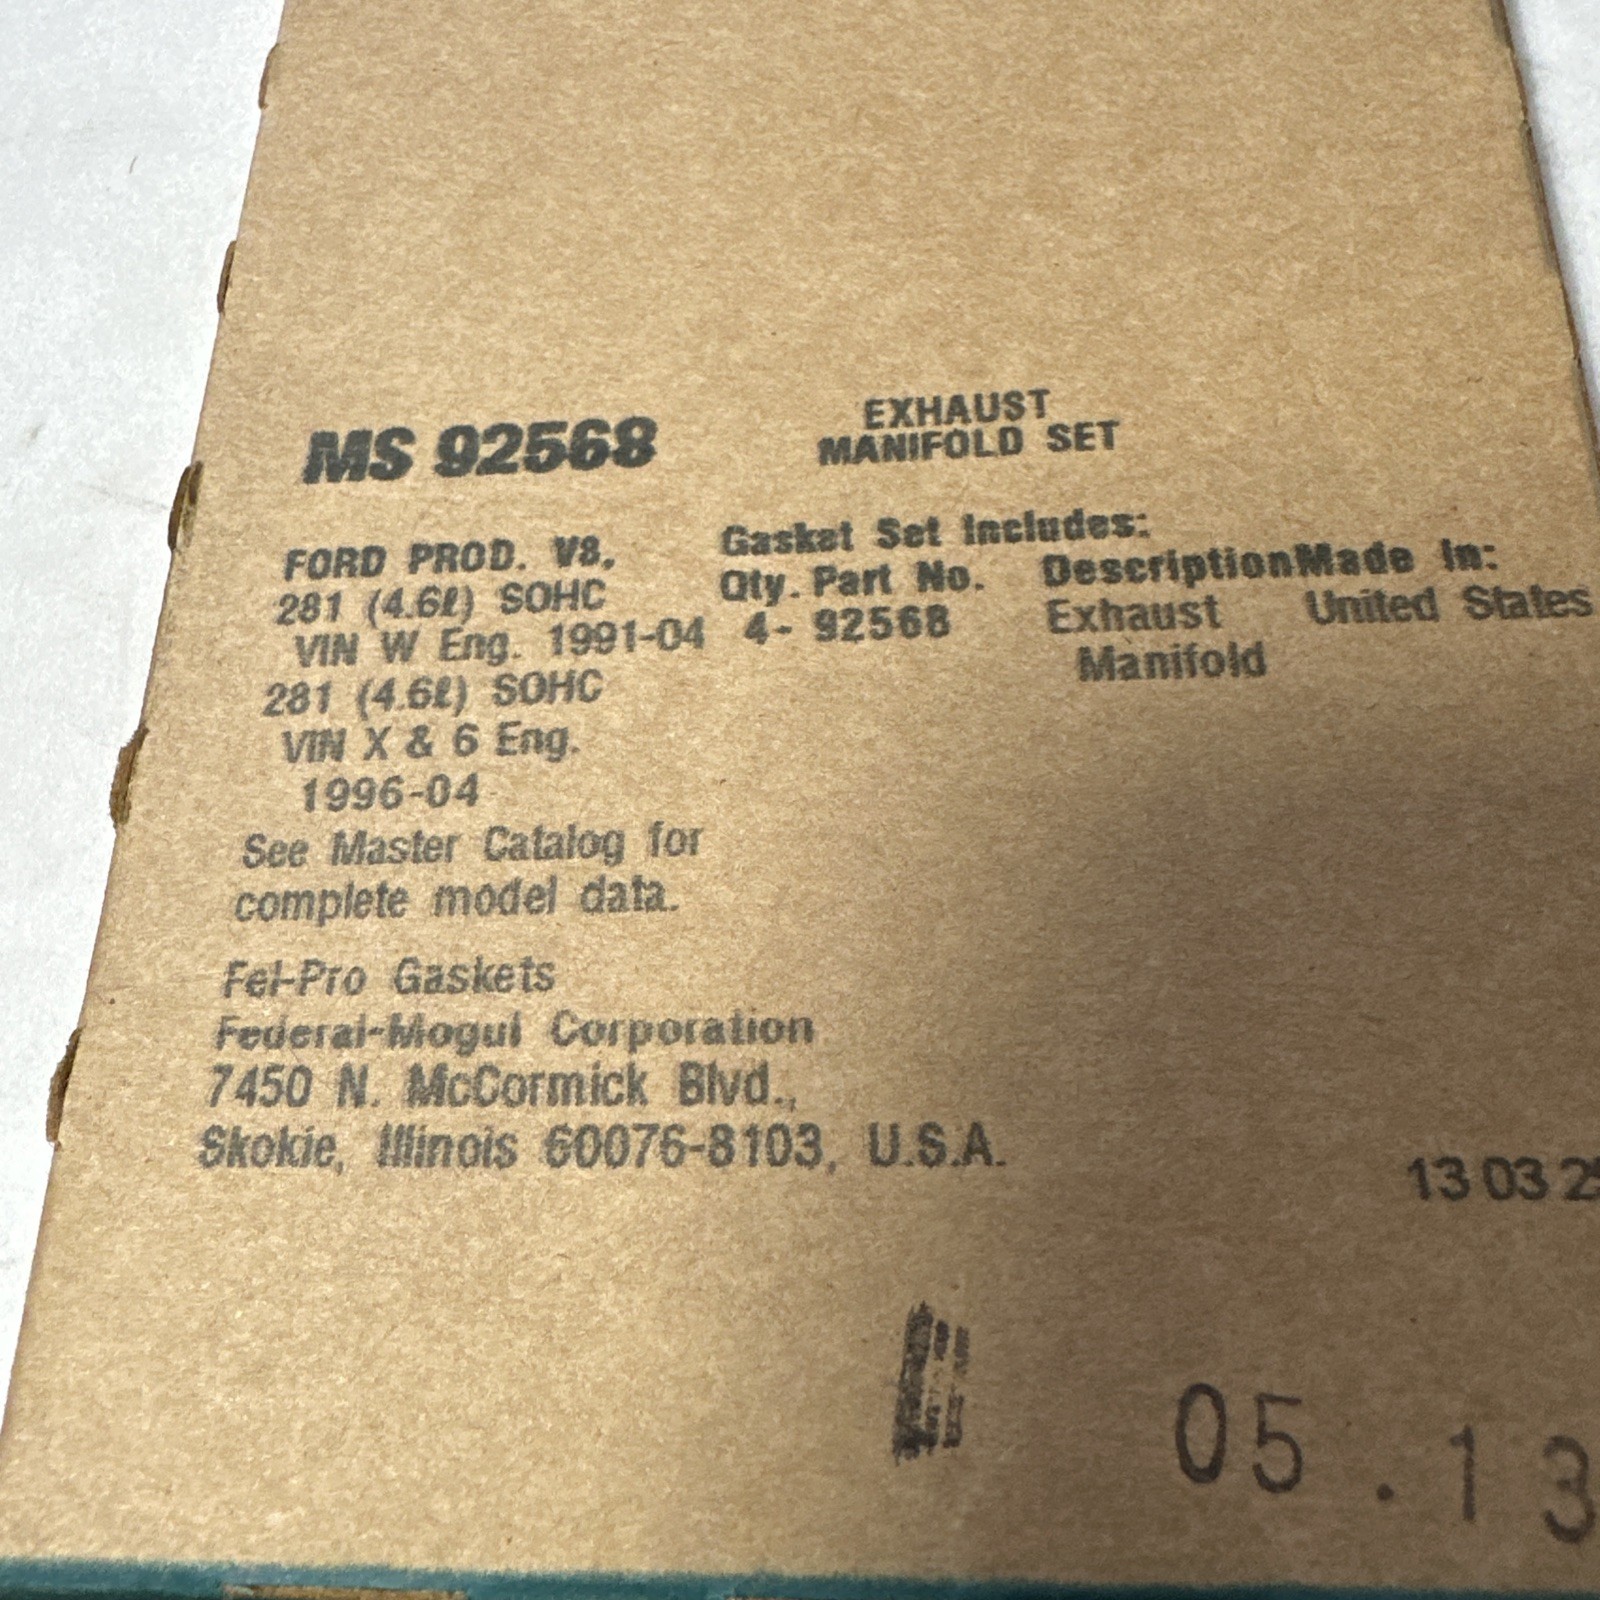 MS 92568
EXHAUST
MANIFOLD SET
FORD PROD. V8,
281 (4.6ℓ) SOHC
VIN W Eng. 1991-04
281 (4.6ℓ) SOHC
VIN X & 6 Eng.
1996-04
See Master Catalog for
complete model data.
Gasket Set Includes:
Qty. Part No. Description Made In:
4- 92568 Exhaust United States
Manifold
Fel-Pro Gaskets
Federal-Mogul Corporation
7450 N. McCormick Blvd.,
Skokie, Illinois 60076-8103, U.S.A.
13 03
05.13